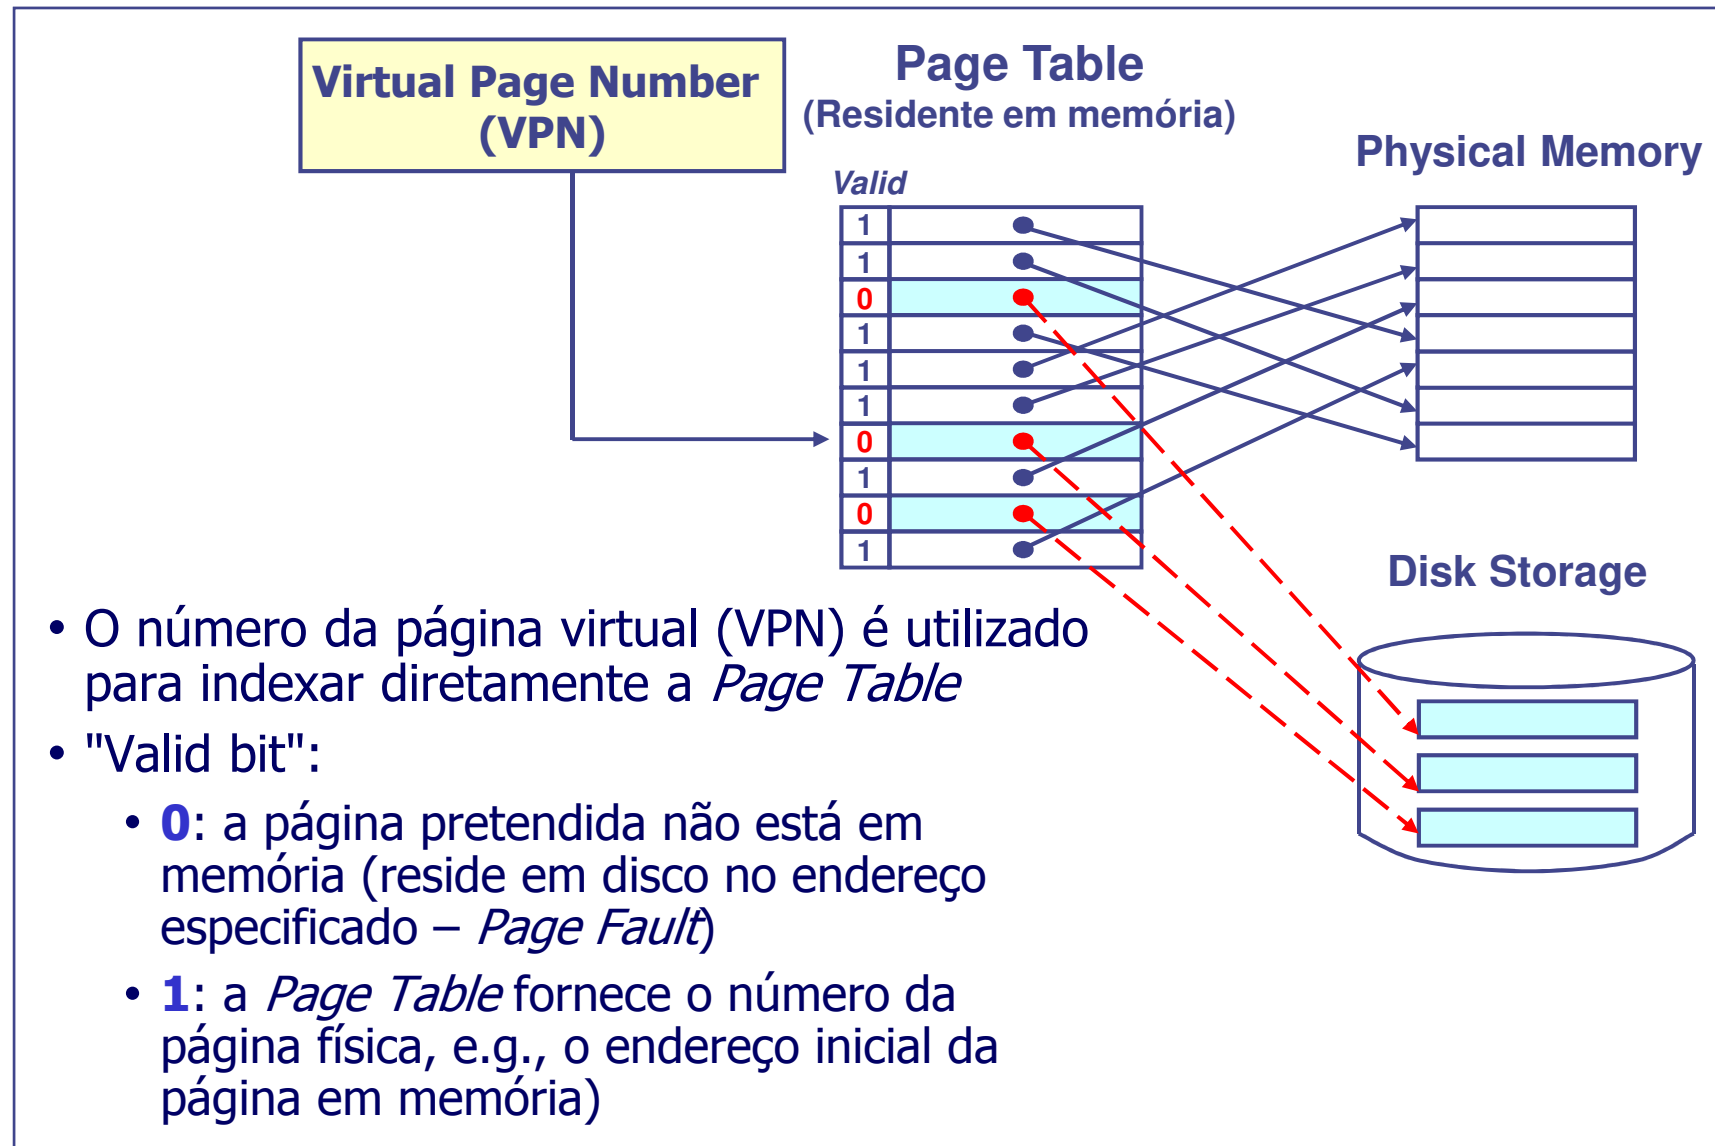 Virtual Page Number
(VPN)
Page Table
(Residente em memória)
Physical Memory
Valid
1
1
0
1
1
1
0
1
0
1
Disk Storage
• O número da página virtual (VPN) é utilizado
para indexar diretamente a Page Table
• "Valid bit":
• 0: a página pretendida não está em
memória (reside em disco no endereço
especificado – Page Fault)
• 1: a Page Table fornece o número da
página física, e.g., o endereço inicial da
página em memória)